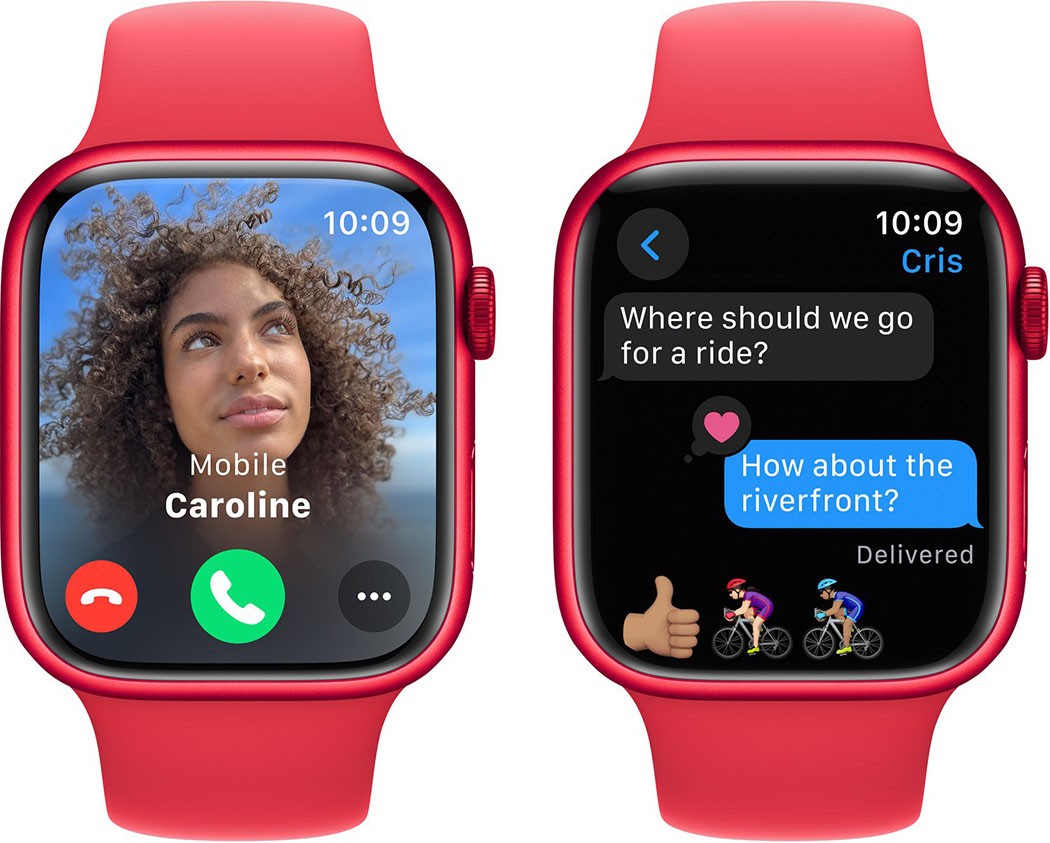 10:09
Mobile
Caroline
10:09
Cris
Where should we go
for a ride?
How about the
riverfront?
Delivered